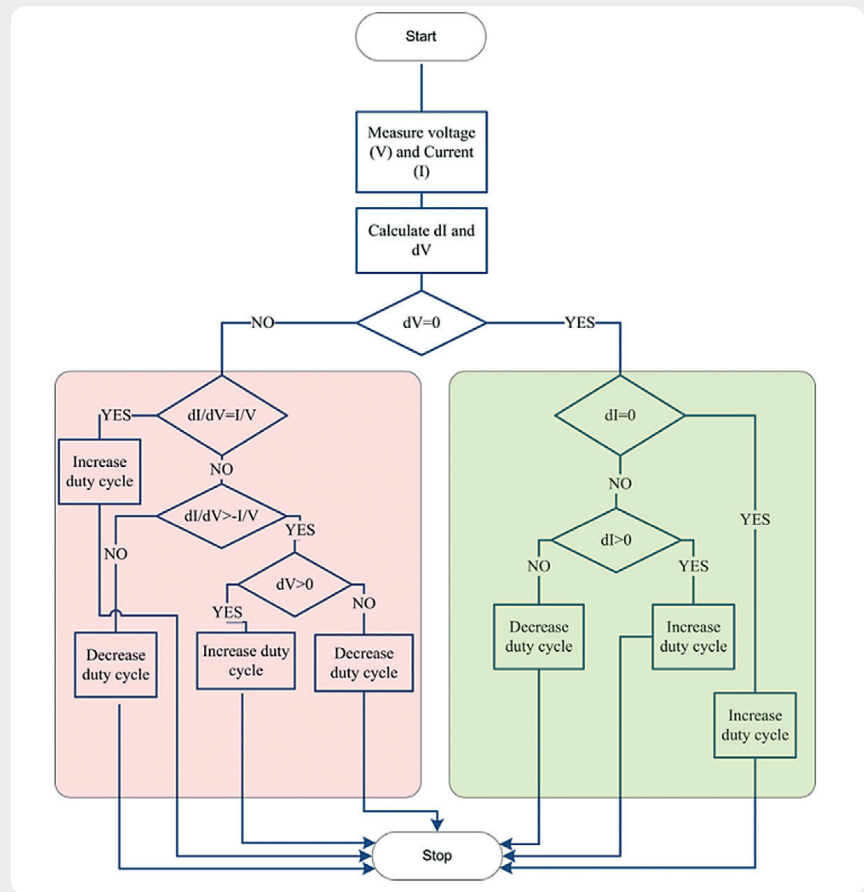 Start
Measure voltage
(V) and Current
(I)
Calculate dI and
dV
dV=0
NO
YES
dI/dV=I/V
YES
Increase
duty cycle
NO
dI/dV>-I/V
NO
YES
dV>0
YES
NO
Decrease
duty cycle
Increase duty
cycle
Decrease
duty cycle
dI=0
NO
YES
dI>0
NO
YES
Decrease
duty cycle
Increase
duty cycle
Increase
duty cycle
Stop